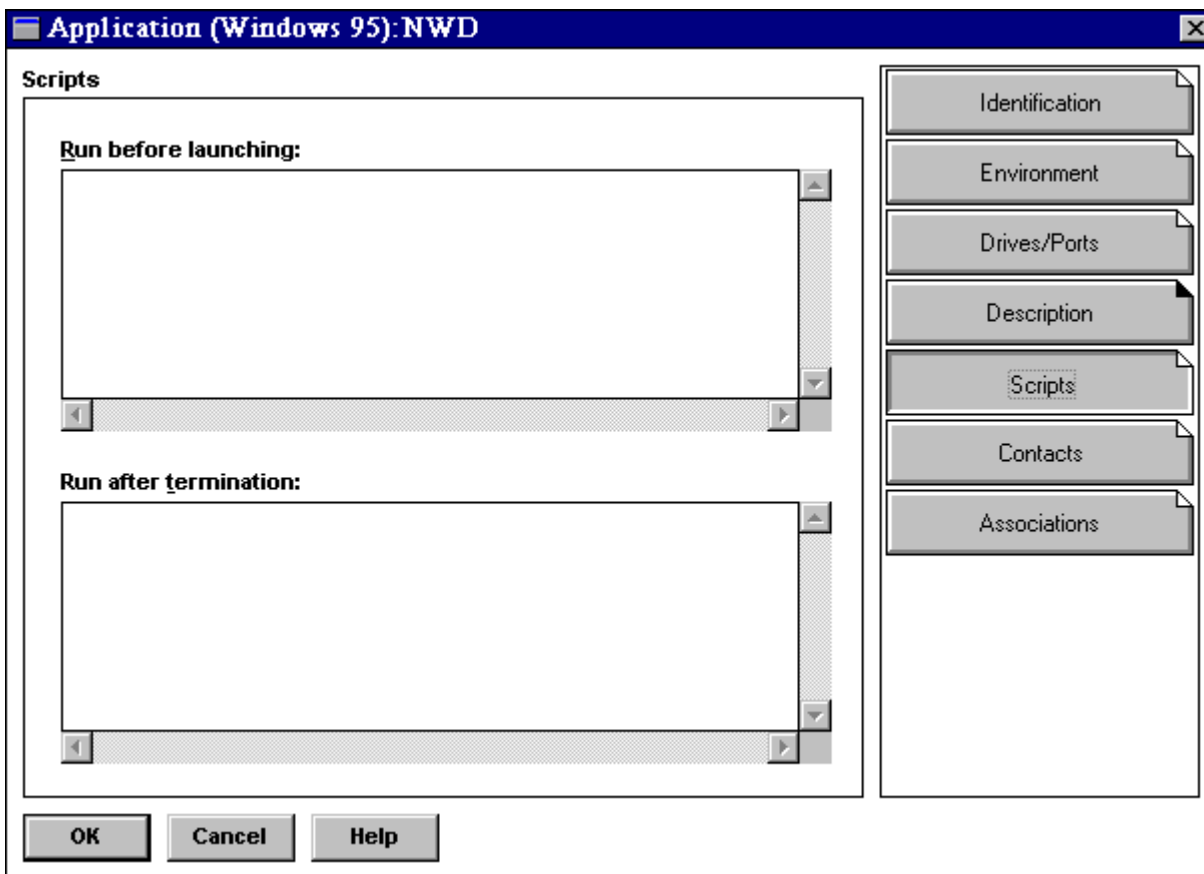 Application (Windows 95):NWD
Scripts
Run before launching:
Run after termination:
Identification
Environment
Drives/Ports
Description
Scripts
Contacts
Associations
OK
Cancel
Help